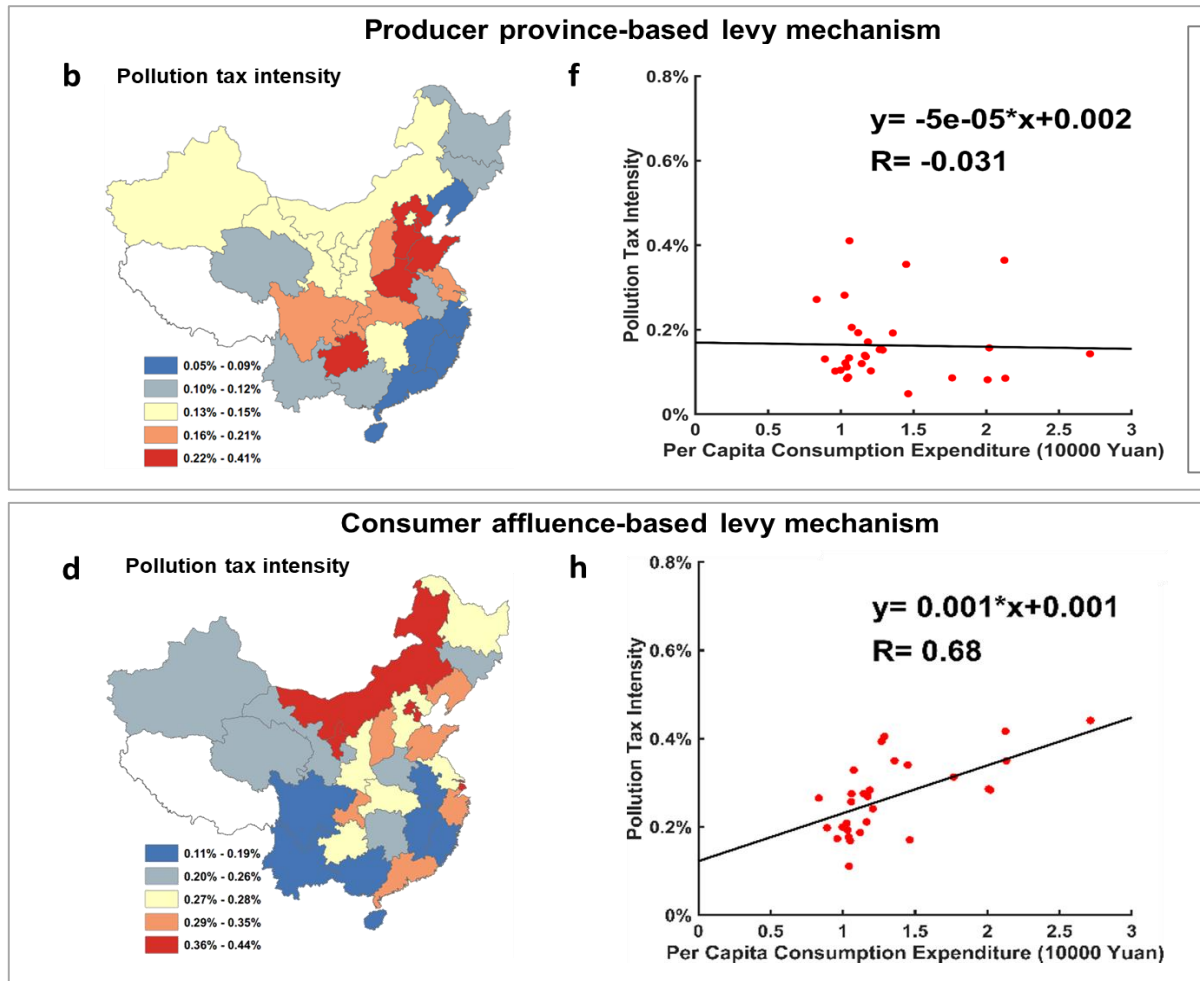 Producer province-based levy mechanism
b Pollution tax intensity
0.05% - 0.09%
0.10% - 0.12%
0.13% - 0.15%
0.16% - 0.21%
0.22% - 0.41%
f
y= -5e-05*x+0.002
R= -0.031
Pollution Tax Intensity
0.8%
0.6%
0.4%
0.2%
0%
0 0.5 1 1.5 2 2.5 3
Per Capita Consumption Expenditure (10000 Yuan)
Consumer affluence-based levy mechanism
d Pollution tax intensity
0.11% - 0.19%
0.20% - 0.26%
0.27% - 0.28%
0.29% - 0.35%
0.36% - 0.44%
h
y= 0.001*x+0.001
R= 0.68
Pollution Tax Intensity
0.8%
0.6%
0.4%
0.2%
0%
0 0.5 1 1.5 2 2.5 3
Per Capita Consumption Expenditure (10000 Yuan)